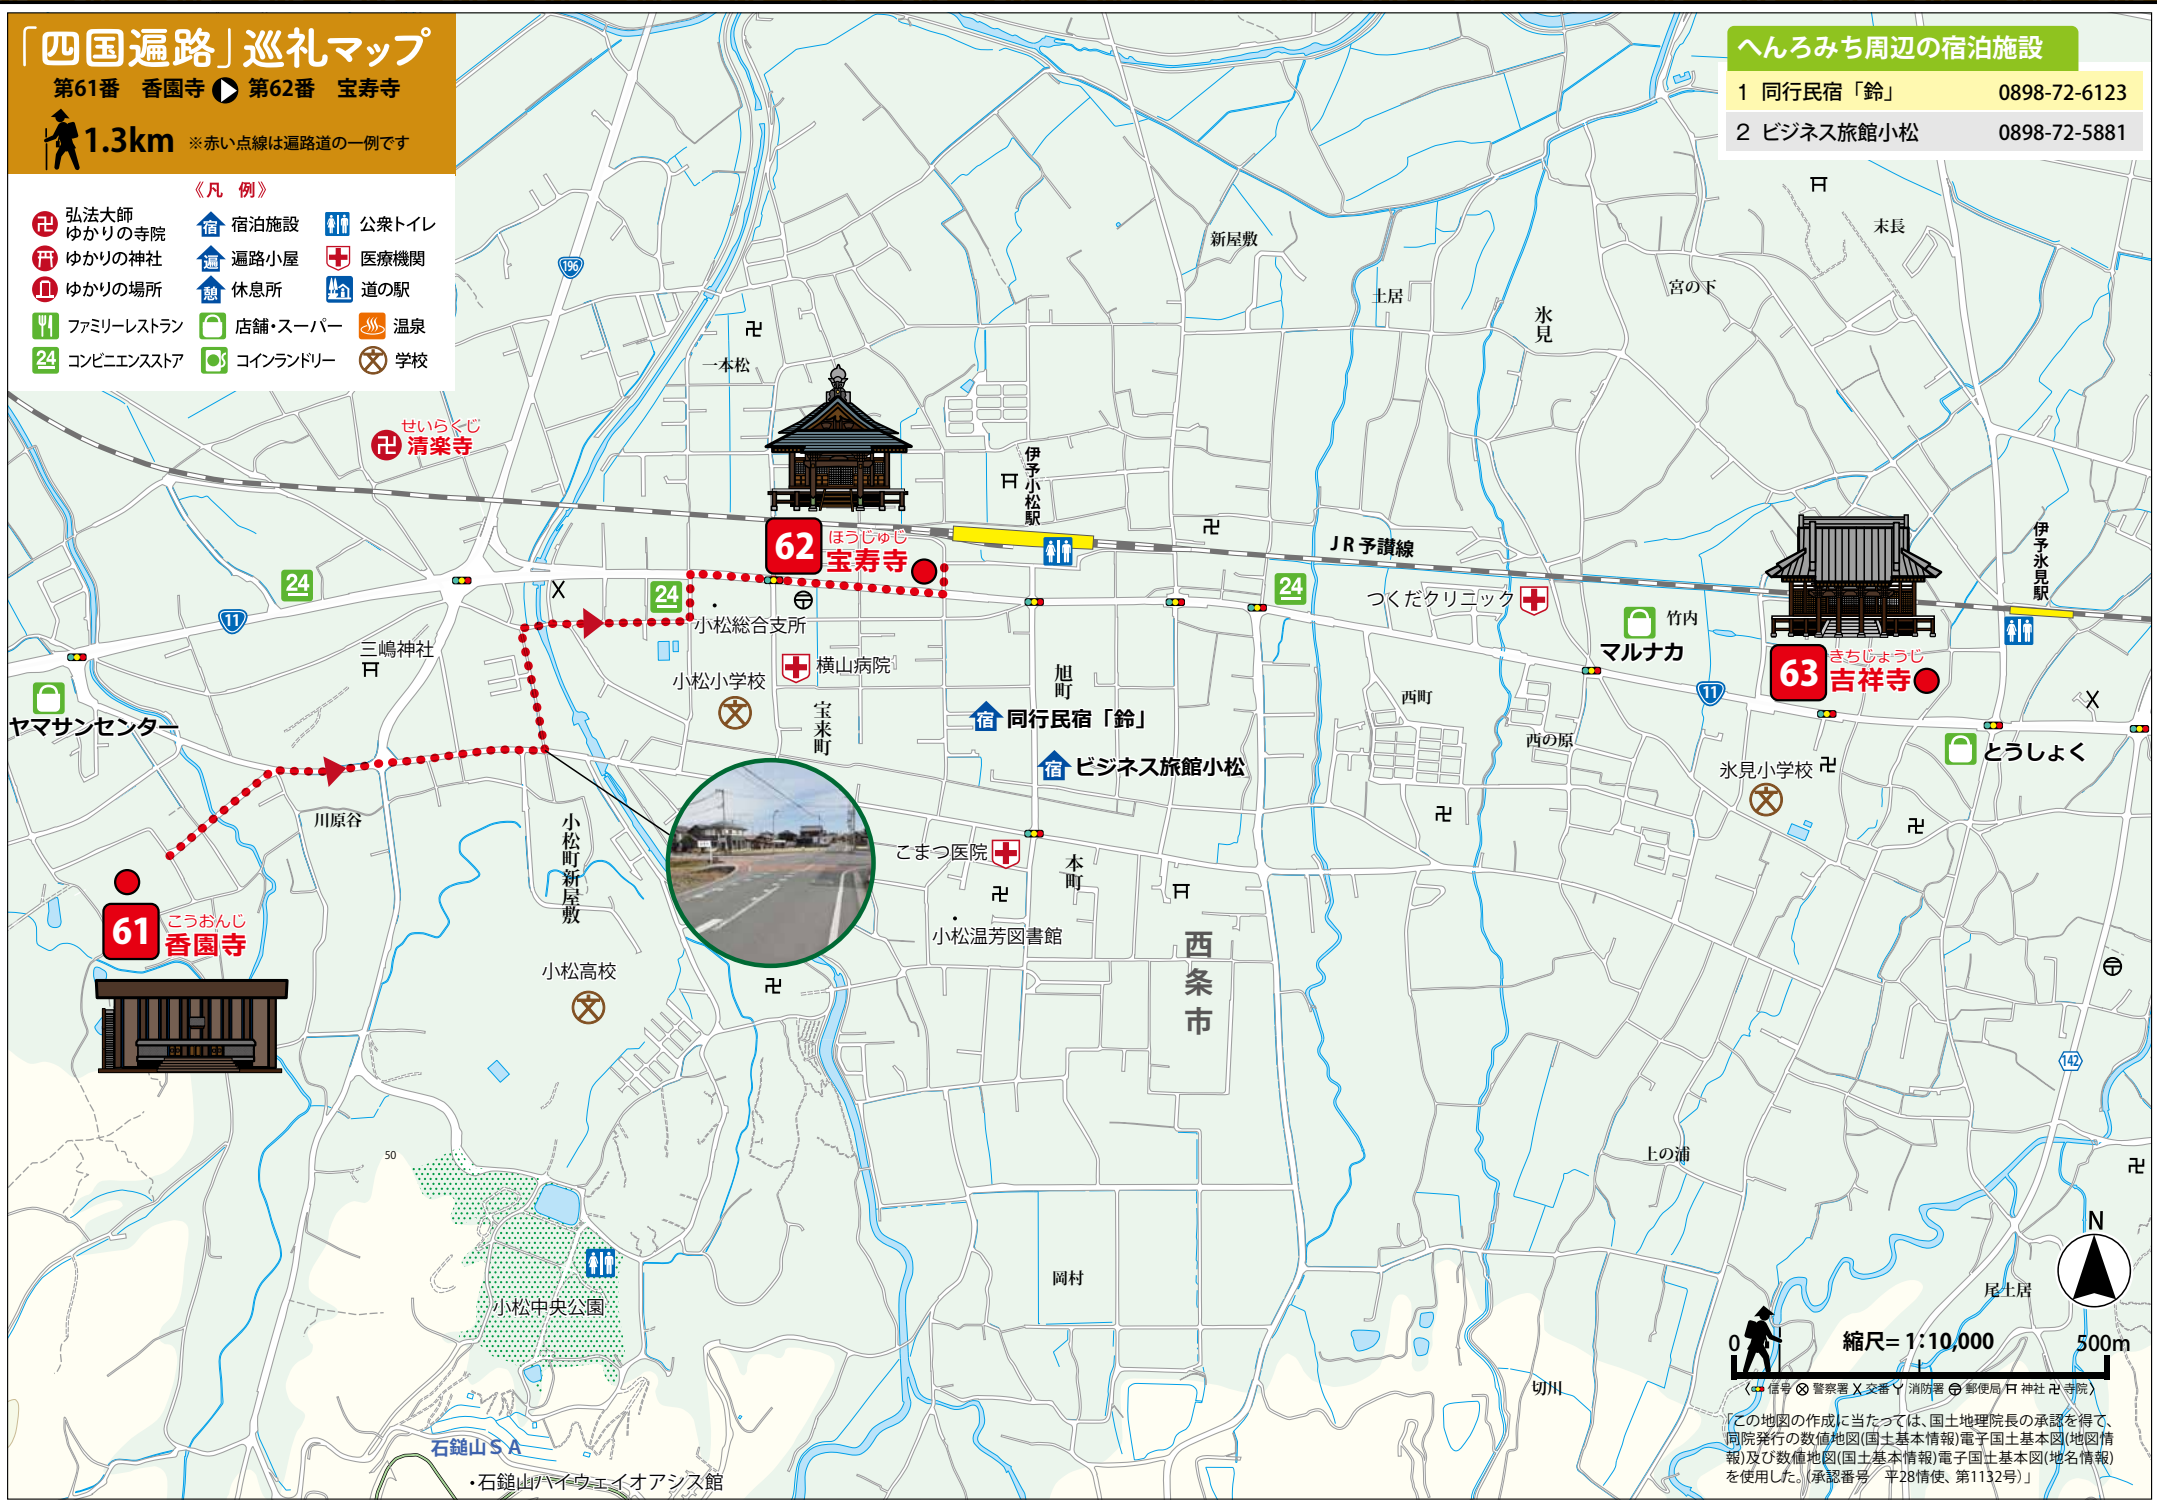 「四国遍路」巡礼マップ
第61番 香園寺 ▶ 第62番 宝寿寺
1.3km ※赤い点線は遍路道の一例です
《凡 例》
弘法大師
ゆかりの寺院
宿 宿泊施設
公衆トイレ
ゆかりの神社
遍 遍路小屋
医療機関
ゆかりの場所
憩 休息所
道の駅
ファミリーレストラン
店舗・スーパー
温泉
24 コンビニエンスストア
コインランドリー
文 学校
へんろみち周辺の宿泊施設
1 同行民宿「鈴」 0898-72-6123
2 ビジネス旅館小松 0898-72-5881
196
新屋敷
末長
宮の下
土居
氷見
一本松
せいらくじ
卍 清楽寺
伊予小松駅
62 ほうじゅじ
宝寿寺
JR予讃線
伊予氷見駅
24
24
24
11
X
小松総合支所
つくだクリニック
竹内
マルナカ
63 きちじょうじ
吉祥寺
三嶋神社
横山病院
小松小学校
文
旭町
西町
11
X
ヤマサンセンター
宝来町
宿 同行民宿「鈴」
西の原
とうしょく
宿 ビジネス旅館小松
氷見小学校
文
川原谷
小松町新屋敷
こまつ医院
本町
61 こうおんじ
香園寺
小松温芳図書館
西条市
小松高校
文
142
50
上の浦
小松中央公園
岡村
尾土居
切川
石鎚山SA
・石鎚山ハイウェイオアシス館
N
0 縮尺=1:10,000 500m
〈信号 警察署 X 交番 Y 消防署 郵便局 神社 卍 寺院〉
「この地図の作成に当たっては、国土地理院長の承認を得て、
同院発行の数値地図(国土基本情報)電子国土基本図(地図情
報)及び数値地図(国土基本情報)電子国土基本図(地名情報)
を使用した。(承認番号 平28情使、第1132号)」